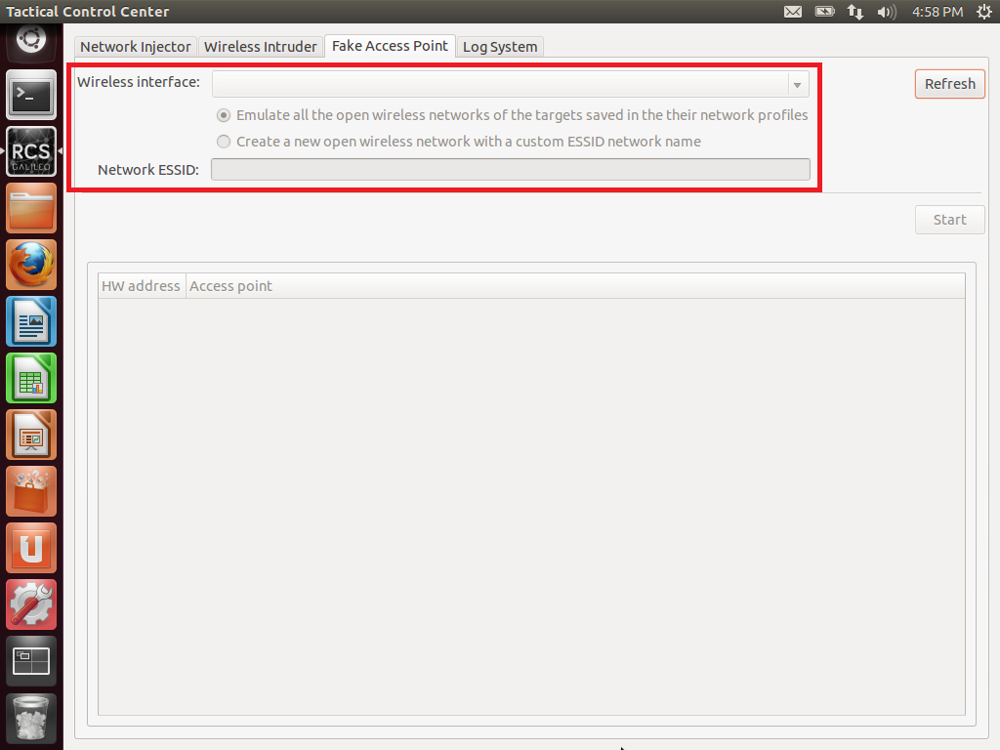 Tactical Control Center
4:58 PM
Network Injector
Wireless Intruder
Fake Access Point
Log System
Wireless interface:
Refresh
Emulate all the open wireless networks of the targets saved in the their network profiles
Create a new open wireless network with a custom ESSID network name
Network ESSID:
Start
HW address
Access point
>_
RCS
GALILEO